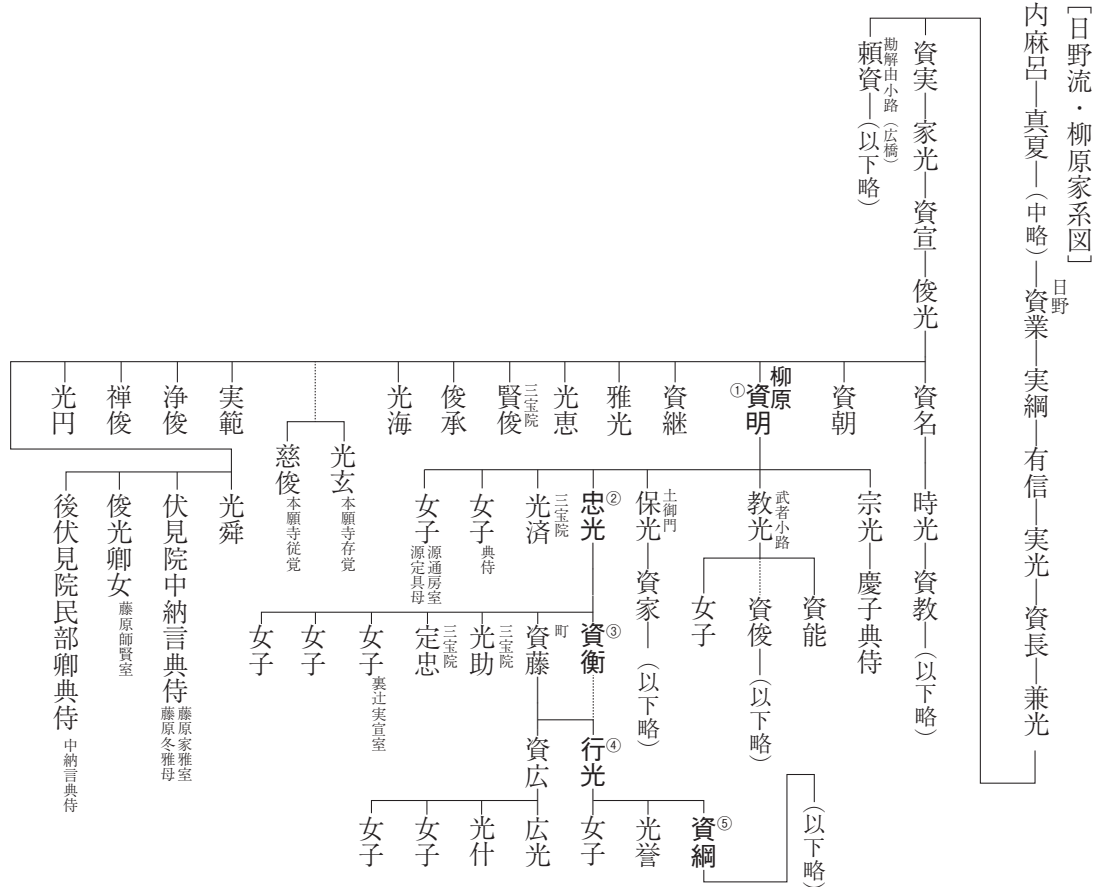 ［日野流・柳原家系図］
内麻呂―真夏―（中略）―資業―実綱―有信―実光―資長―兼光
日野
資実―家光―資宣―俊光
勘解由小路（広橋）
頼資―（以下略）
資名―時光―資教―（以下略）
資朝
柳原
①資明
資継
雅光
光恵
三宝院
賢俊
俊承
光海
光玄 本願寺存覚
慈俊 本願寺従覚
実範
浄俊
禅俊
光円
光舜
伏見院中納言典侍 藤原家雅室 藤原冬雅母
俊光卿女 藤原師賢室
後伏見院民部卿典侍 中納言典侍
宗光―慶子典侍
武者小路
教光
土御門
保光―資家―（以下略）
②忠光
三宝院
光済
女子 典侍
女子 源通房室 源定具母
資能
資俊―（以下略）
女子
③資衡
町
資藤
三宝院
光助
三宝院
定忠
女子 裏辻実宣室
女子
女子
④行光
資広
⑤資綱
（以下略）
光誉
女子
広光
光什
女子
女子